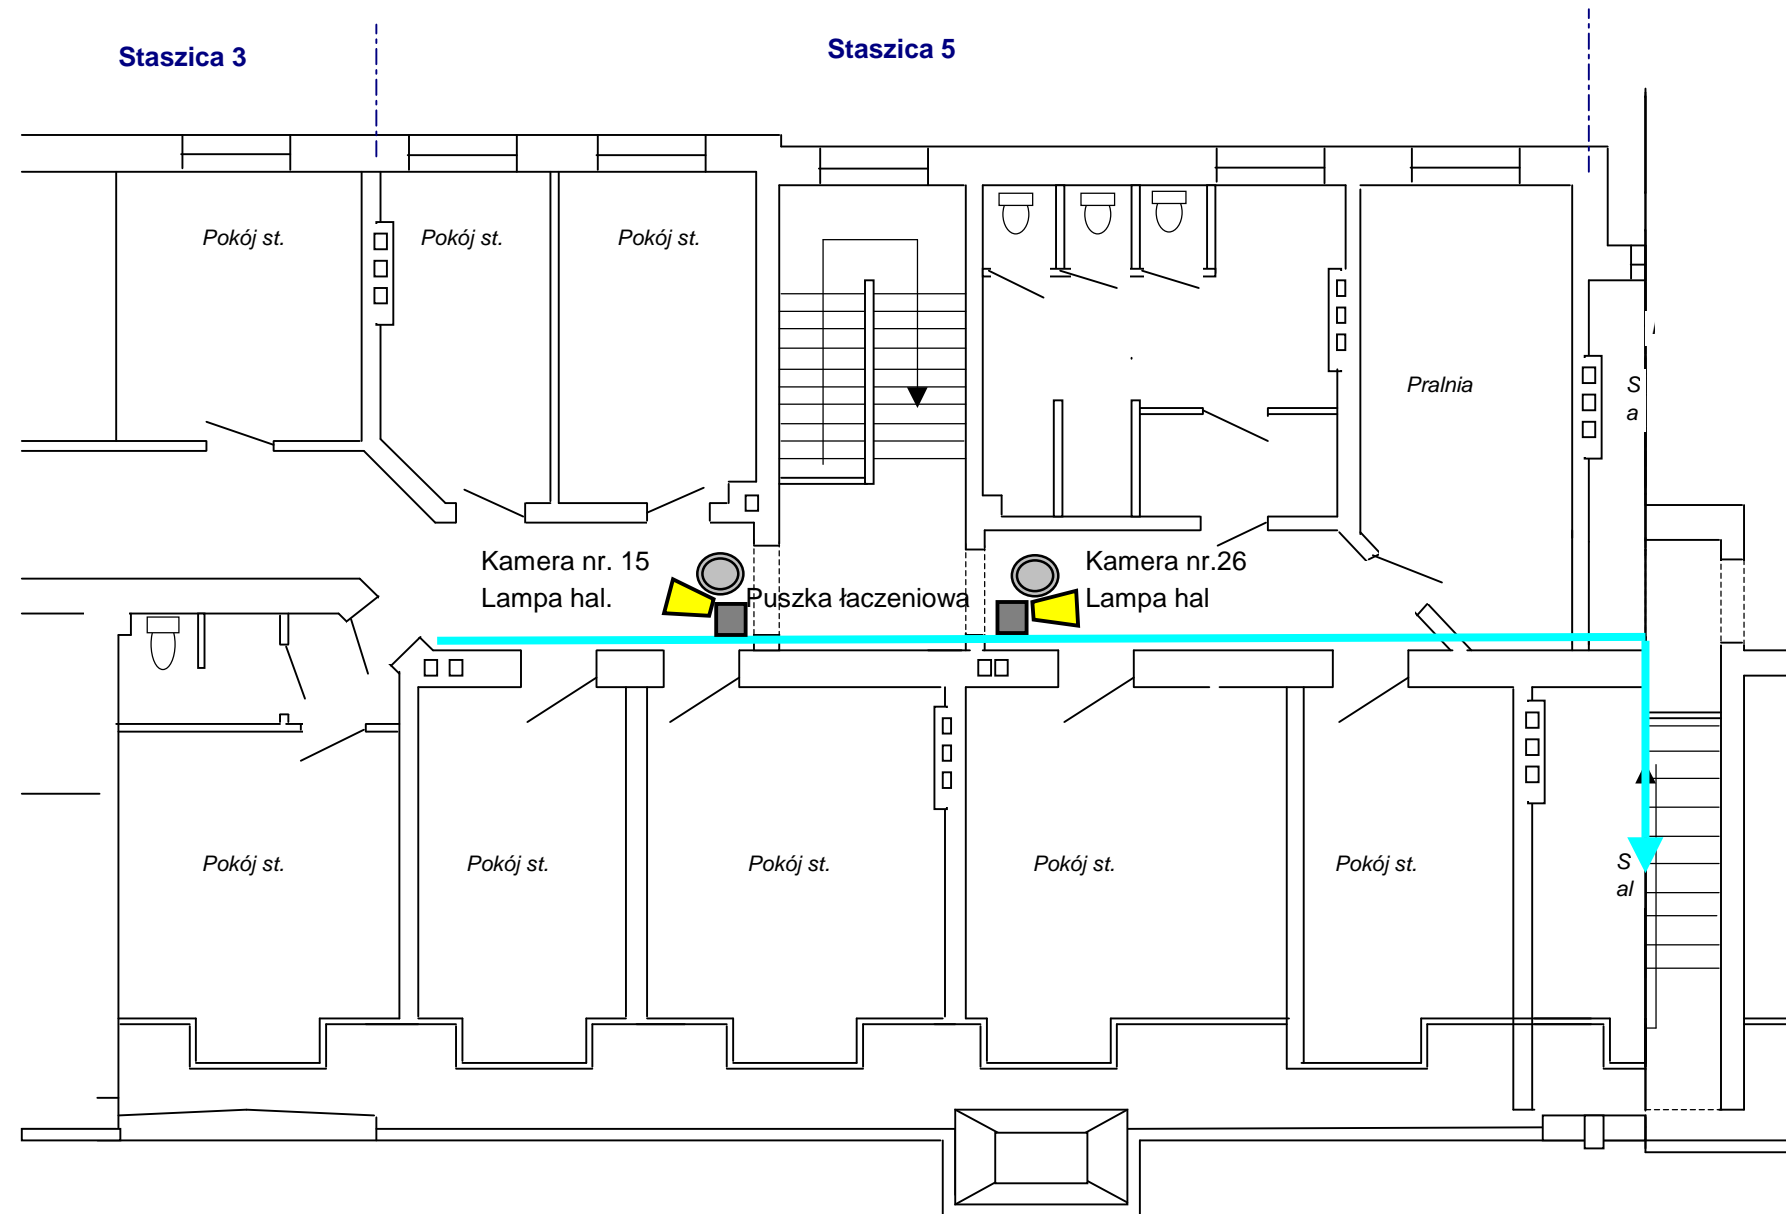 Staszica 3
Staszica 5
Pokój st.
Pokój st.
Pokój st.
Pralnia
S
a
Kamera nr. 15
Lampa hal.
Puszka łaczeniowa
Kamera nr.26
Lampa hal
Pokój st.
Pokój st.
Pokój st.
Pokój st.
Pokój st.
S
al